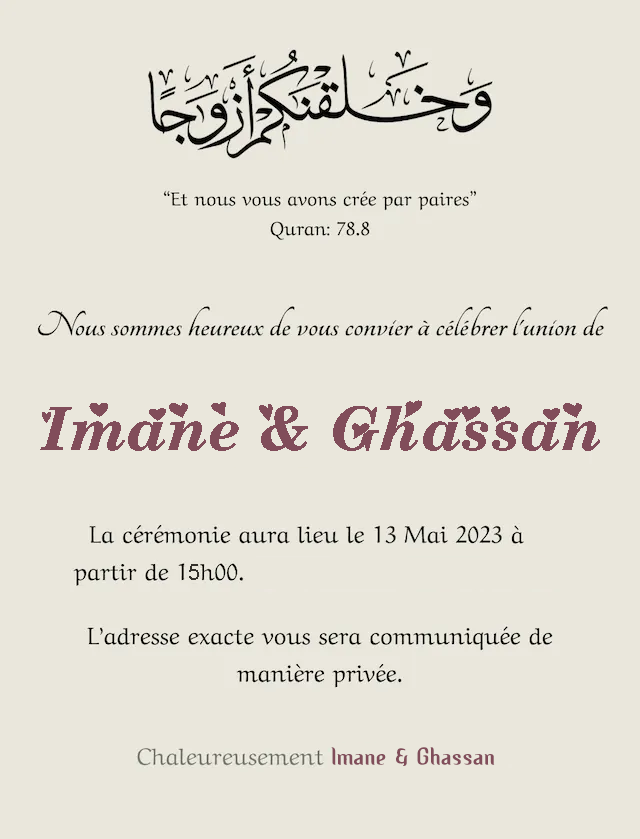 وَخَلَقْنَٰكُمْ أَزْوَٰجًا
“Et nous vous avons crée par paires”
Quran: 78.8
Nous sommes heureux de vous convier à célébrer l'union de
Imane & Ghassan
La cérémonie aura lieu le 13 Mai 2023 à
partir de 15h00.
L’adresse exacte vous sera communiquée de
manière privée.
Chaleureusement Imane & Ghassan